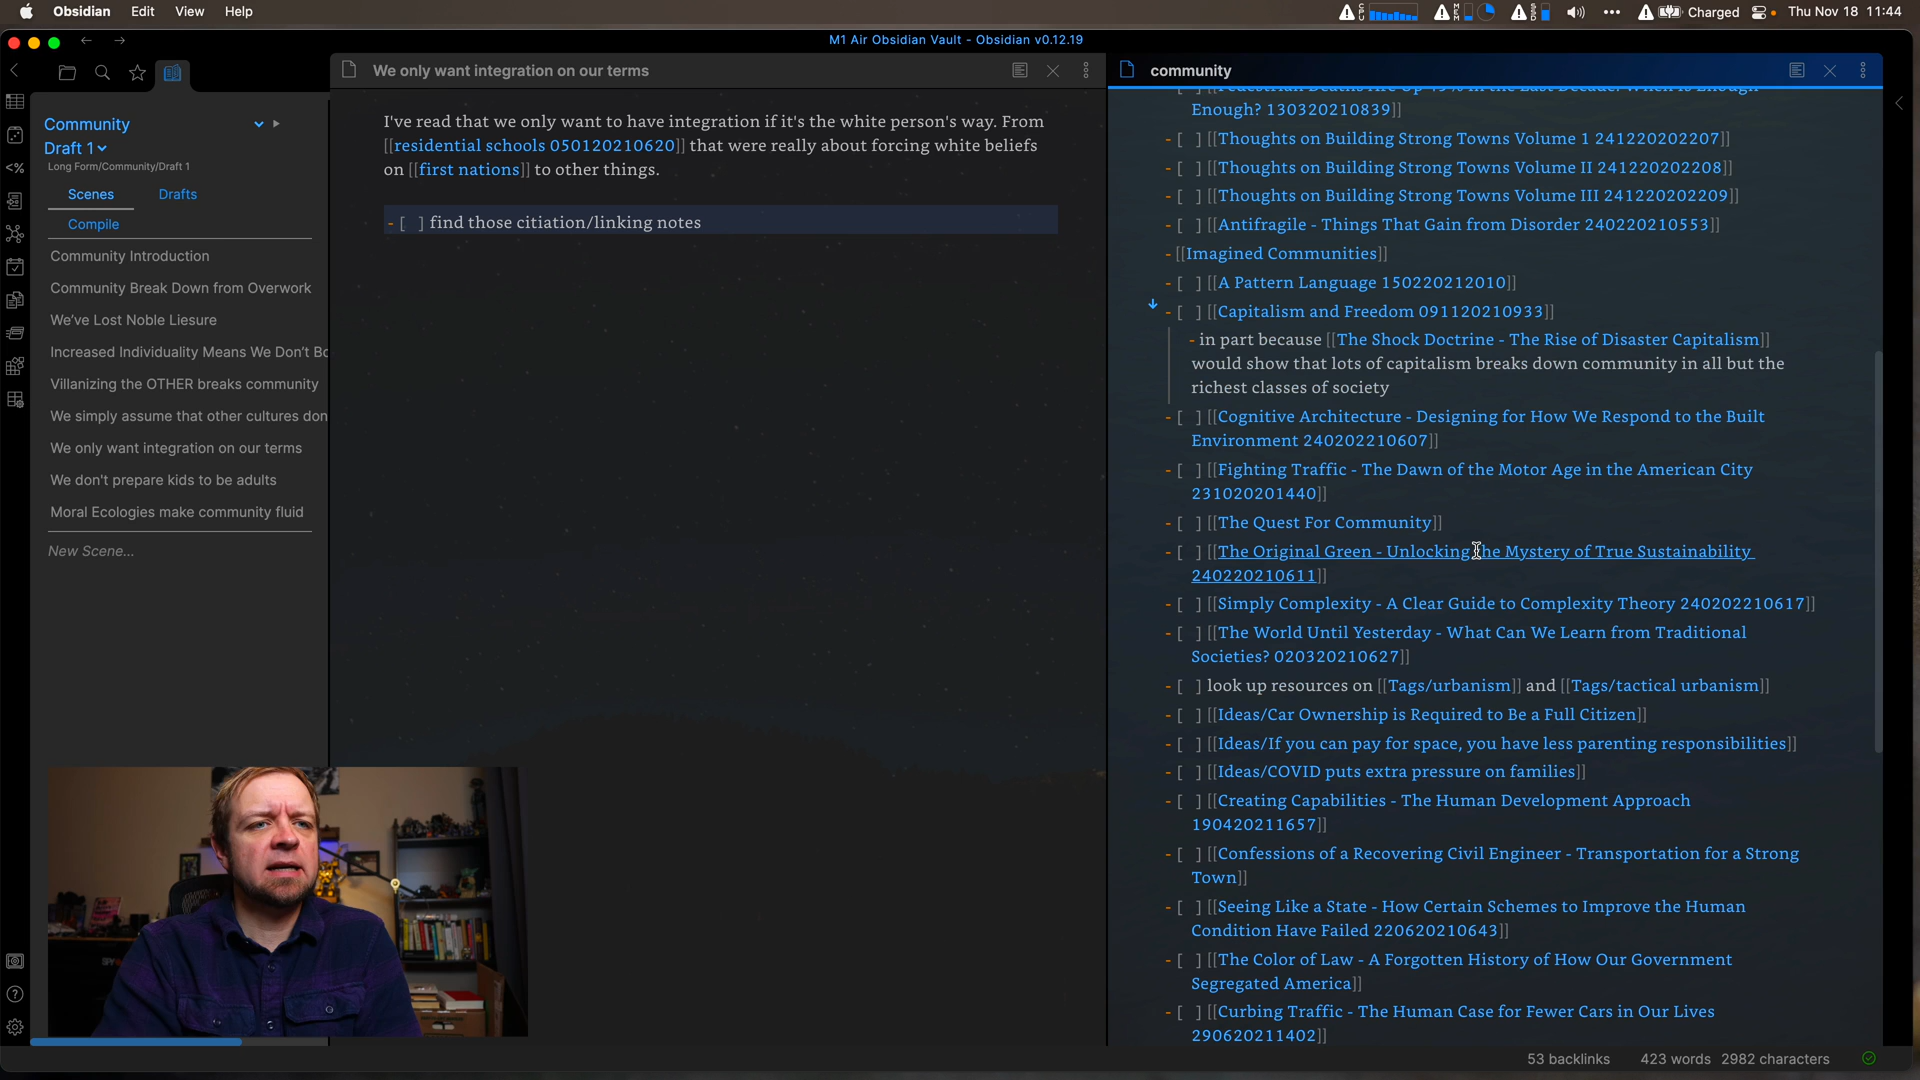 Obsidian Edit View Help
Charged
Thu Nov 18 11:44
M1 Air Obsidian Vault - Obsidian v0.12.19
Community
Draft 1
Long Form/Community/Draft 1
Scenes Drafts
Compile
Community Introduction
Community Break Down from Overwork
We've Lost Noble Liesure
Increased Individuality Means We Don't Bo
Villanizing the OTHER breaks community
We simply assume that other cultures don
We only want integration on our terms
We don't prepare kids to be adults
Moral Ecologies make community fluid
New Scene...
We only want integration on our terms
I've read that we only want to have integration if it's the white person's way. From
[[residential schools 050120210620]] that were really about forcing white beliefs
on [[first nations]] to other things.
- [ ] find those citiation/linking notes
community
- [ ] [[Pedestrian Deaths Are Up 45% in the Last Decade. When Is Enough
Enough? 130320210839]]
- [ ] [[Thoughts on Building Strong Towns Volume 1 241220202207]]
- [ ] [[Thoughts on Building Strong Towns Volume II 241220202208]]
- [ ] [[Thoughts on Building Strong Towns Volume III 241220202209]]
- [ ] [[Antifragile - Things That Gain from Disorder 240220210553]]
- [[Imagined Communities]]
- [ ] [[A Pattern Language 150220212010]]
- [ ] [[Capitalism and Freedom 091120210933]]
- in part because [[The Shock Doctrine - The Rise of Disaster Capitalism]]
would show that lots of capitalism breaks down community in all but the
richest classes of society
- [ ] [[Cognitive Architecture - Designing for How We Respond to the Built
Environment 240202210607]]
- [ ] [[Fighting Traffic - The Dawn of the Motor Age in the American City
231020201440]]
- [ ] [[The Quest For Community]]
- [ ] [[The Original Green - Unlocking the Mystery of True Sustainability
240220210611]]
- [ ] [[Simply Complexity - A Clear Guide to Complexity Theory 240202210617]]
- [ ] [[The World Until Yesterday - What Can We Learn from Traditional
Societies? 020320210627]]
- [ ] look up resources on [[Tags/urbanism]] and [[Tags/tactical urbanism]]
- [ ] [[Ideas/Car Ownership is Required to Be a Full Citizen]]
- [ ] [[Ideas/If you can pay for space, you have less parenting responsibilities]]
- [ ] [[Ideas/COVID puts extra pressure on families]]
- [ ] [[Creating Capabilities - The Human Development Approach
190420211657]]
- [ ] [[Confessions of a Recovering Civil Engineer - Transportation for a Strong
Town]]
- [ ] [[Seeing Like a State - How Certain Schemes to Improve the Human
Condition Have Failed 220620210643]]
- [ ] [[The Color of Law - A Forgotten History of How Our Government
Segregated America]]
- [ ] [[Curbing Traffic - The Human Case for Fewer Cars in Our Lives
290620211402]]
53 backlinks 423 words 2982 characters